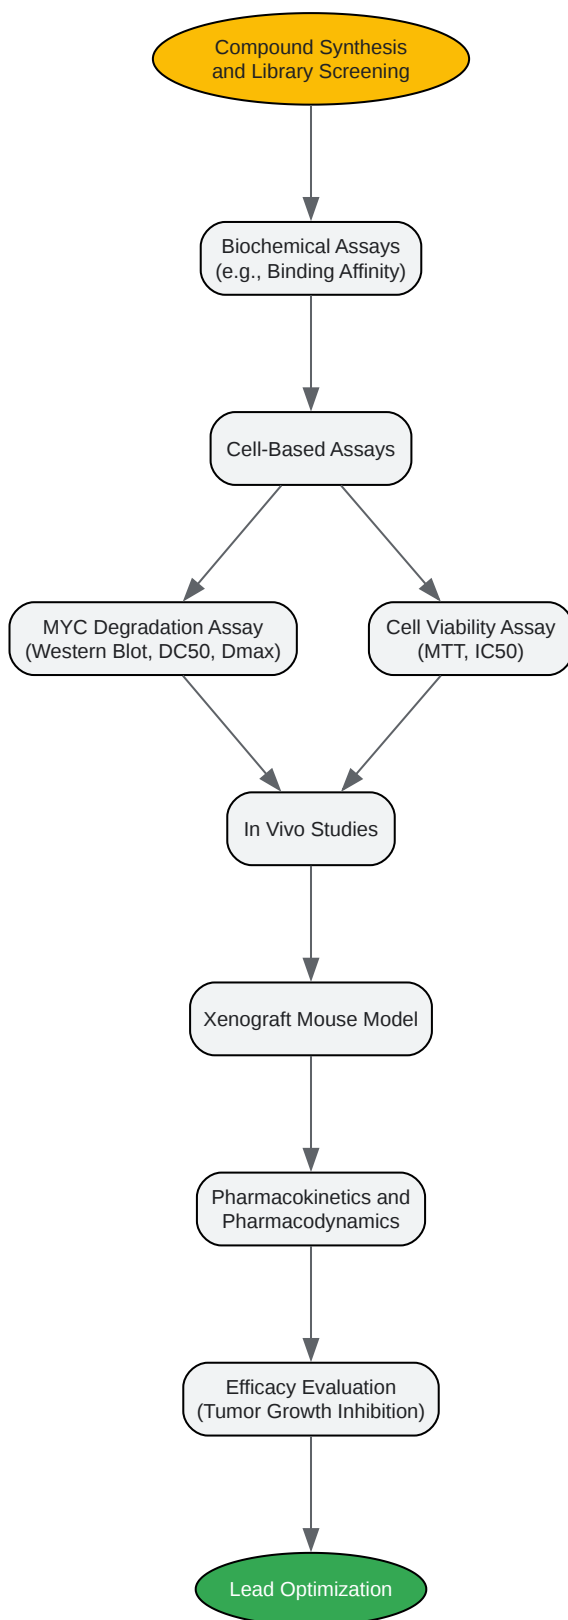 Compound Synthesis
and Library Screening
Biochemical Assays
(e.g., Binding Affinity)
Cell-Based Assays
MYC Degradation Assay
(Western Blot, DC50, Dmax)
Cell Viability Assay
(MTT, IC50)
In Vivo Studies
Xenograft Mouse Model
Pharmacokinetics and
Pharmacodynamics
Efficacy Evaluation
(Tumor Growth Inhibition)
Lead Optimization